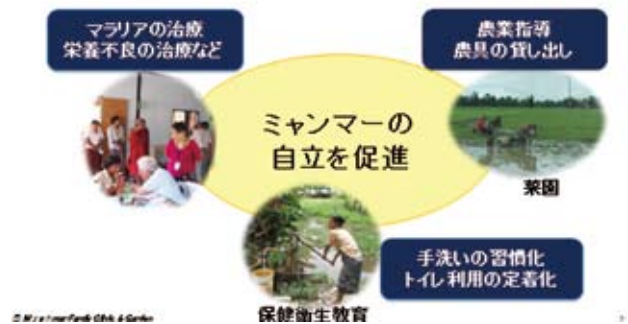 マラリアの治療
栄養不良の治療など
農業指導
農具の貸し出し
ミャンマーの
自立を促進
菜園
手洗いの習慣化
トイレ利用の定着化
保健衛生教育